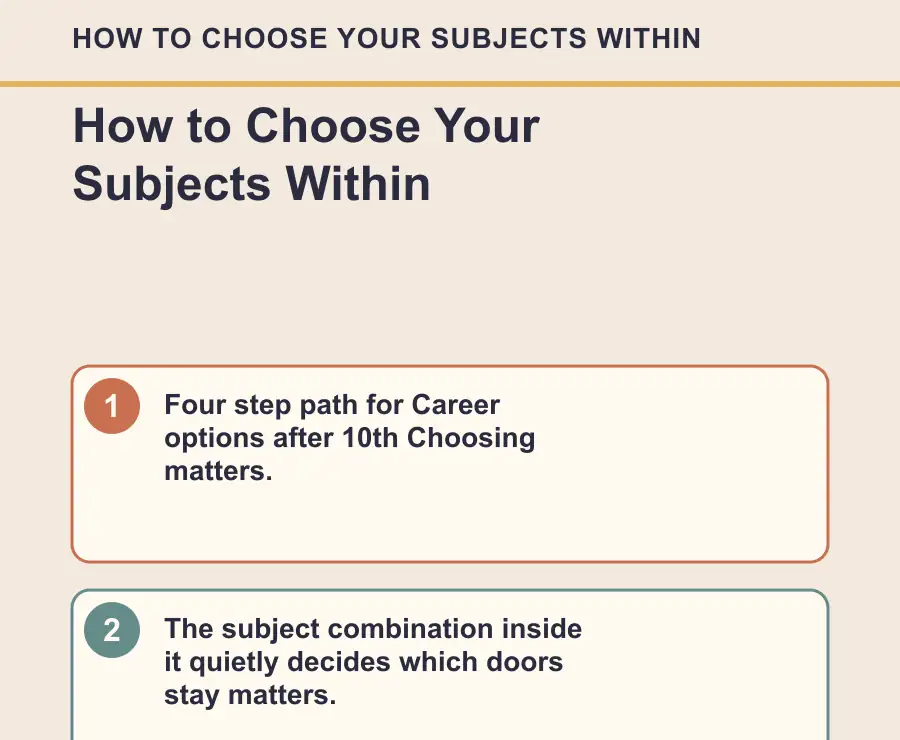 HOW TO CHOOSE YOUR SUBJECTS WITHIN
How to Choose Your
Subjects Within
1
Four step path for Career
options after 10th Choosing
matters.
2
The subject combination inside
it quietly decides which doors
stay matters.